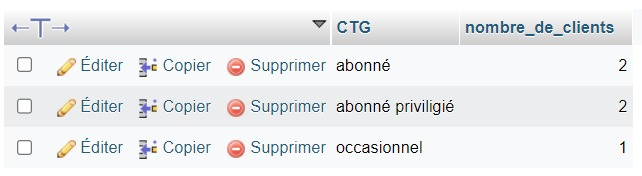 CTG nombre_de_clients
Éditer Copier Supprimer abonné 2
Éditer Copier Supprimer abonné priviligié 2
Éditer Copier Supprimer occasionnel 1